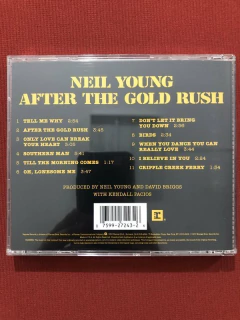 NEIL YOUNG
AFTER THE GOLD RUSH
1 TELL ME WHY 2:54
2 AFTER THE GOLD RUSH 3:45
3 ONLY LOVE CAN BREAK
YOUR HEART 3:05
4 SOUTHERN MAN 5:41
5 TILL THE MORNING COMES 1:17
6 OH, LONESOME ME 3:47
7 DON'T LET IT BRING
YOU DOWN 2:56
8 BIRDS 2:34
9 WHEN YOU DANCE YOU CAN
REALLY LOVE 3:44
10 I BELIEVE IN YOU 2:24
11 CRIPPLE CREEK FERRY 1:34
PRODUCED BY NEIL YOUNG AND DAVID BRIGGS
WITH KENDALL PACIOS
7599-27243-2